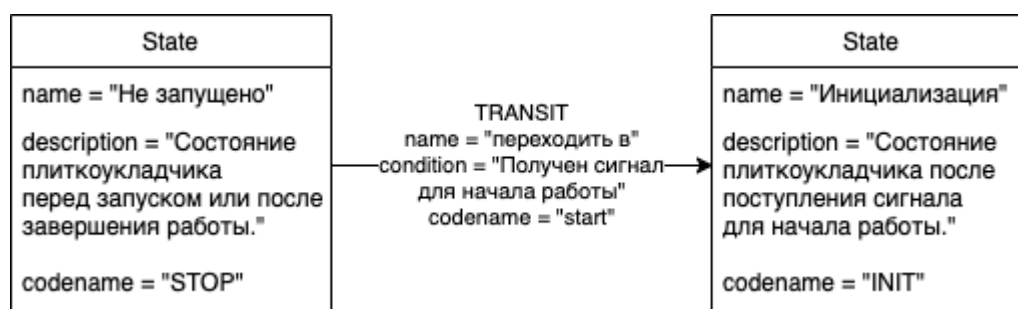 State
name = "Не запущено"
description = "Состояние
плиткоукладчика
перед запуском или после
завершения работы."
codename = "STOP"
TRANSIT
name = "переходить в"
condition = "Получен сигнал
для начала работы"
codename = "start"
State
name = "Инициализация"
description = "Состояние
плиткоукладчика после
поступления сигнала
для начала работы."
codename = "INIT"